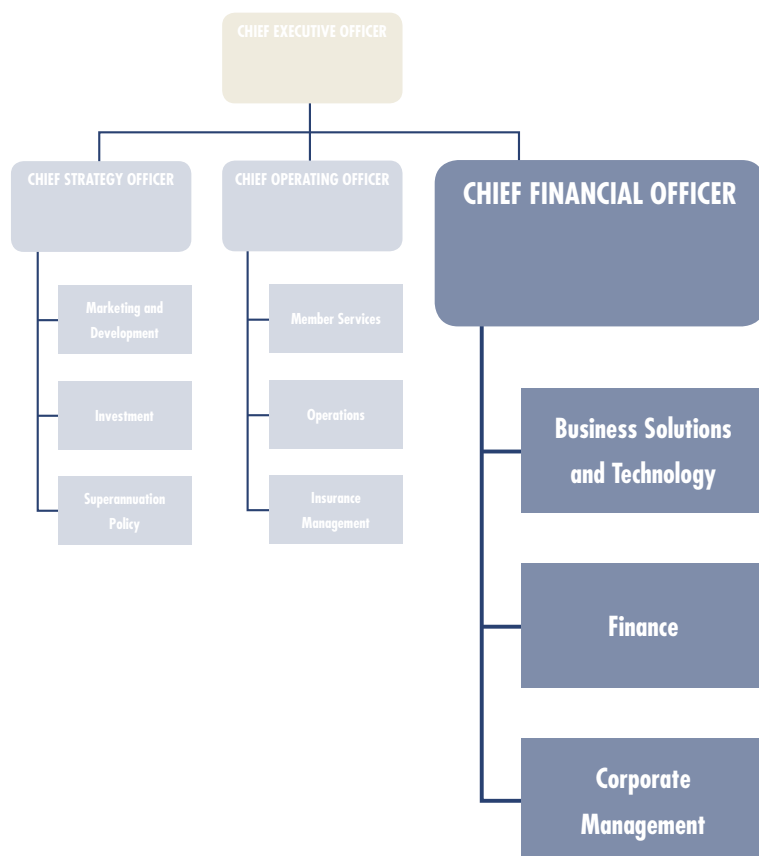 CHIEF EXECUTIVE OFFICER
CHIEF STRATEGY OFFICER
Marketing and
Development
Investment
Superannuation
Policy
CHIEF OPERATING OFFICER
Member Services
Operations
Insurance
Management
CHIEF FINANCIAL OFFICER
Business Solutions
and Technology
Finance
Corporate
Management